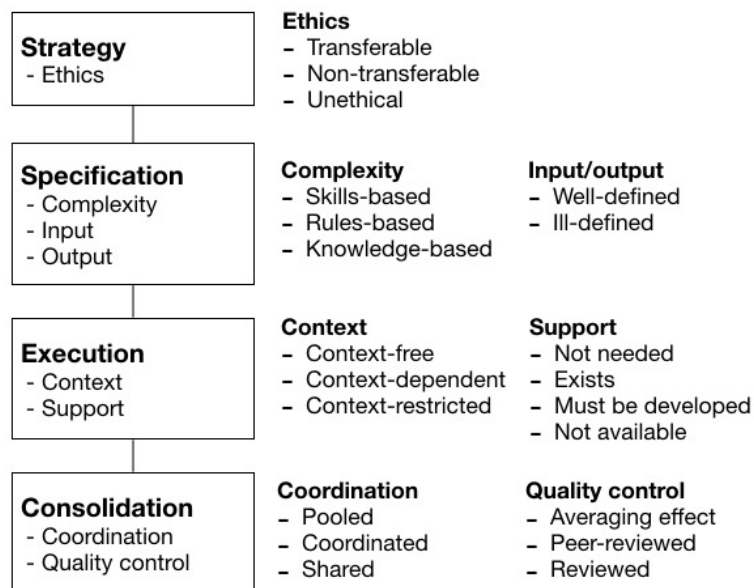 Strategy
- Ethics
Ethics
– Transferable
– Non-transferable
– Unethical
Specification
- Complexity
- Input
- Output
Complexity
– Skills-based
– Rules-based
– Knowledge-based
Input/output
– Well-defined
– Ill-defined
Execution
- Context
- Support
Context
– Context-free
– Context-dependent
– Context-restricted
Support
– Not needed
– Exists
– Must be developed
– Not available
Consolidation
- Coordination
- Quality control
Coordination
– Pooled
– Coordinated
– Shared
Quality control
– Averaging effect
– Peer-reviewed
– Reviewed